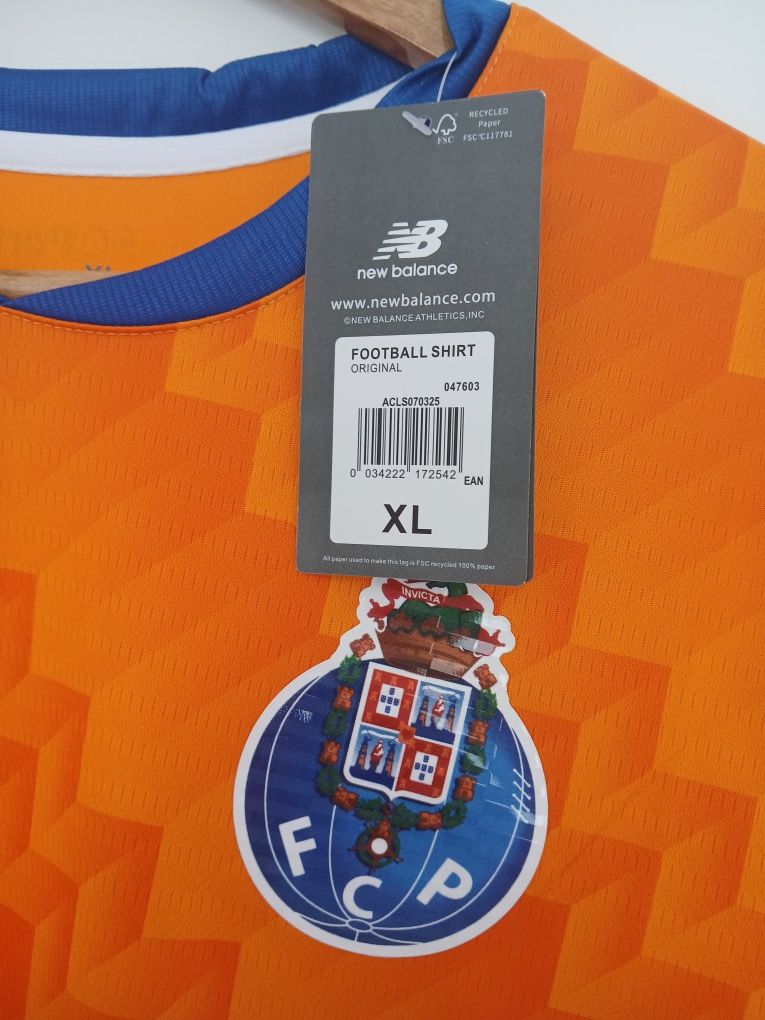 RECYCLED
Paper
FSC
FSC°C117781
NB
new balance
www.newbalance.com
©NEW BALANCE ATHLETICS,INC
FOOTBALL SHIRT
ORIGINAL
047603
ACLS070325
0 034222 172542
EAN
XL
All paper used to make this tag is FSC recycled 100% paper
INVICTA
F C P